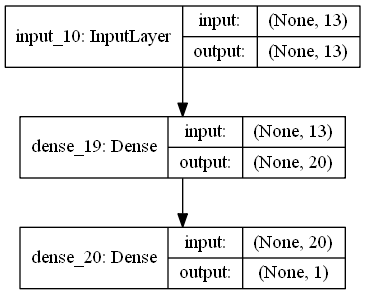 input_10: InputLayer
input: (None, 13)
output: (None, 13)
dense_19: Dense
input: (None, 13)
output: (None, 20)
dense_20: Dense
input: (None, 20)
output: (None, 1)